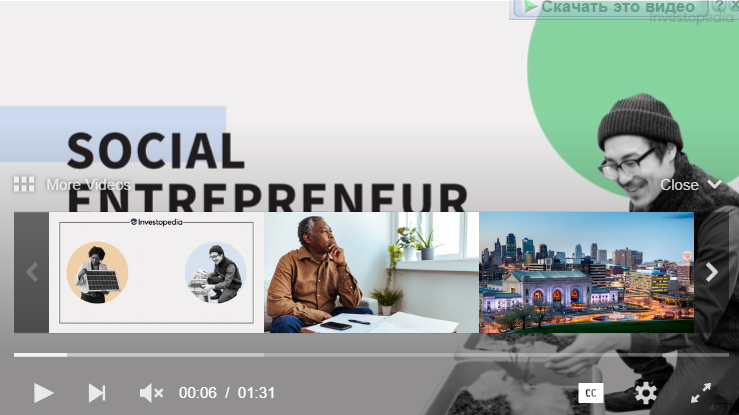 Скачать это видео ? X
Investopedia
SOCIAL
More Videos
Close
ENTREPRENEUR
Investopedia
00:06 / 01:31
CC